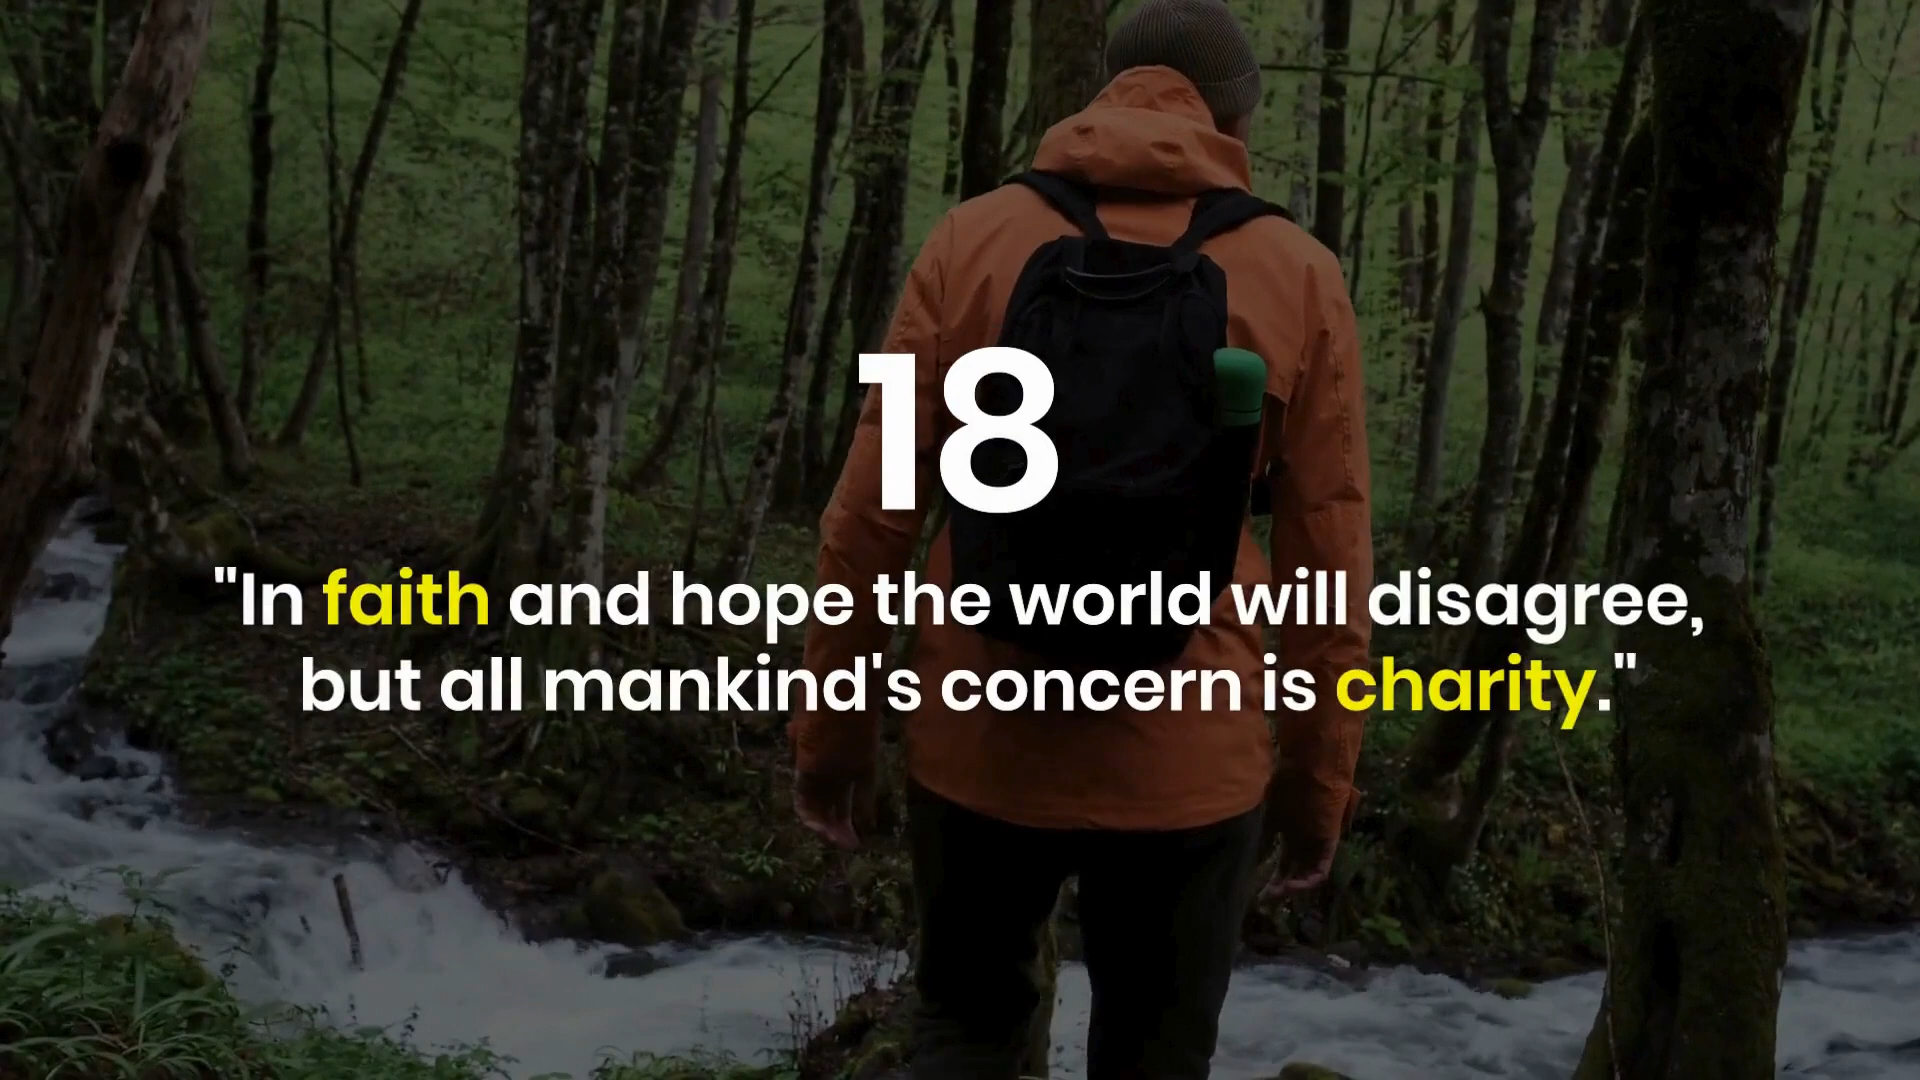 18
"In faith and hope the world will disagree,
but all mankind's concern is charity."